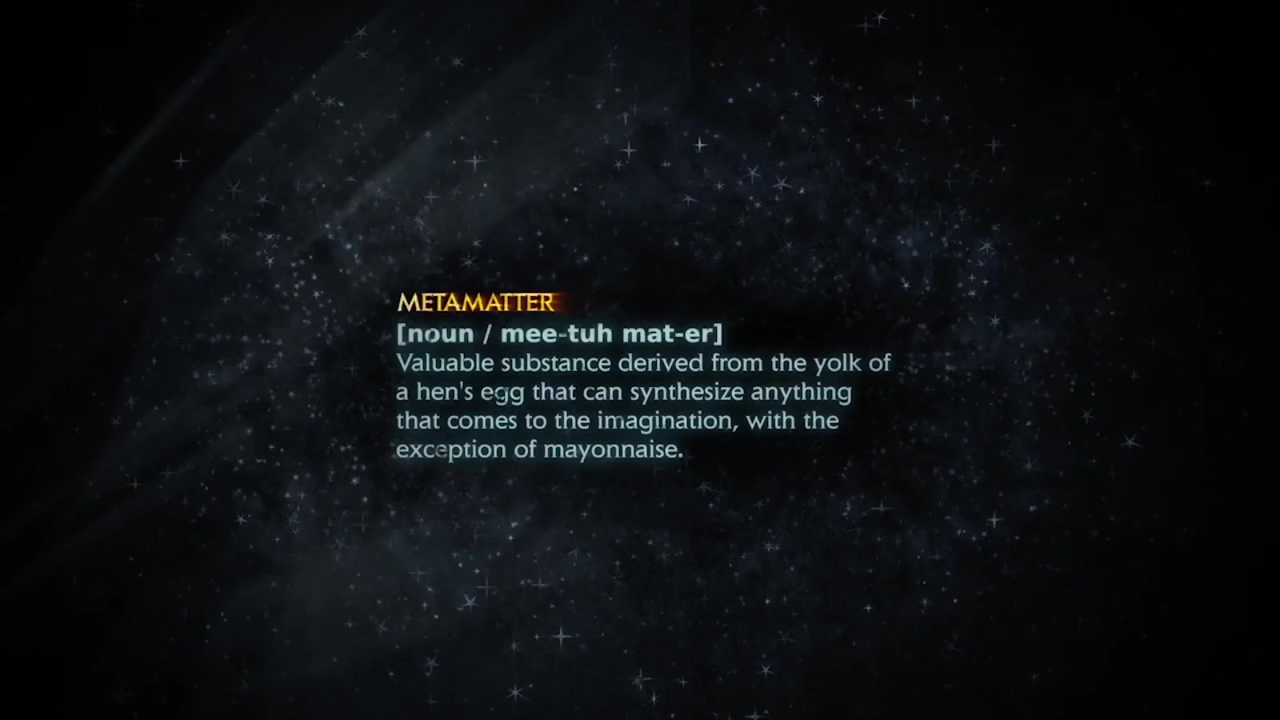 METAMATTER
[noun / mee-tuh mat-er]
Valuable substance derived from the yolk of
a hen's egg that can synthesize anything
that comes to the imagination, with the
exception of mayonnaise.